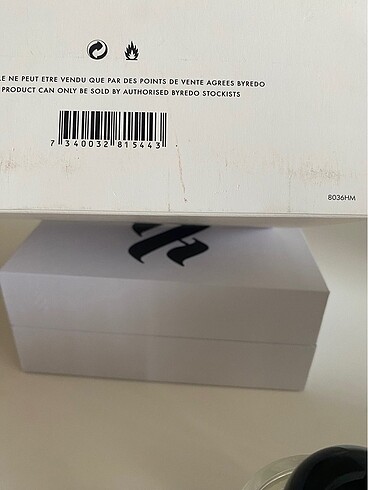 LE NE PEUT ETRE VENDU QUE PAR DES POINTS DE VENTE AGREES BYREDO
PRODUCT CAN ONLY BE SOLD BY AUTHORISED BYREDO STOCKISTS
7 340032 815443
8036HM